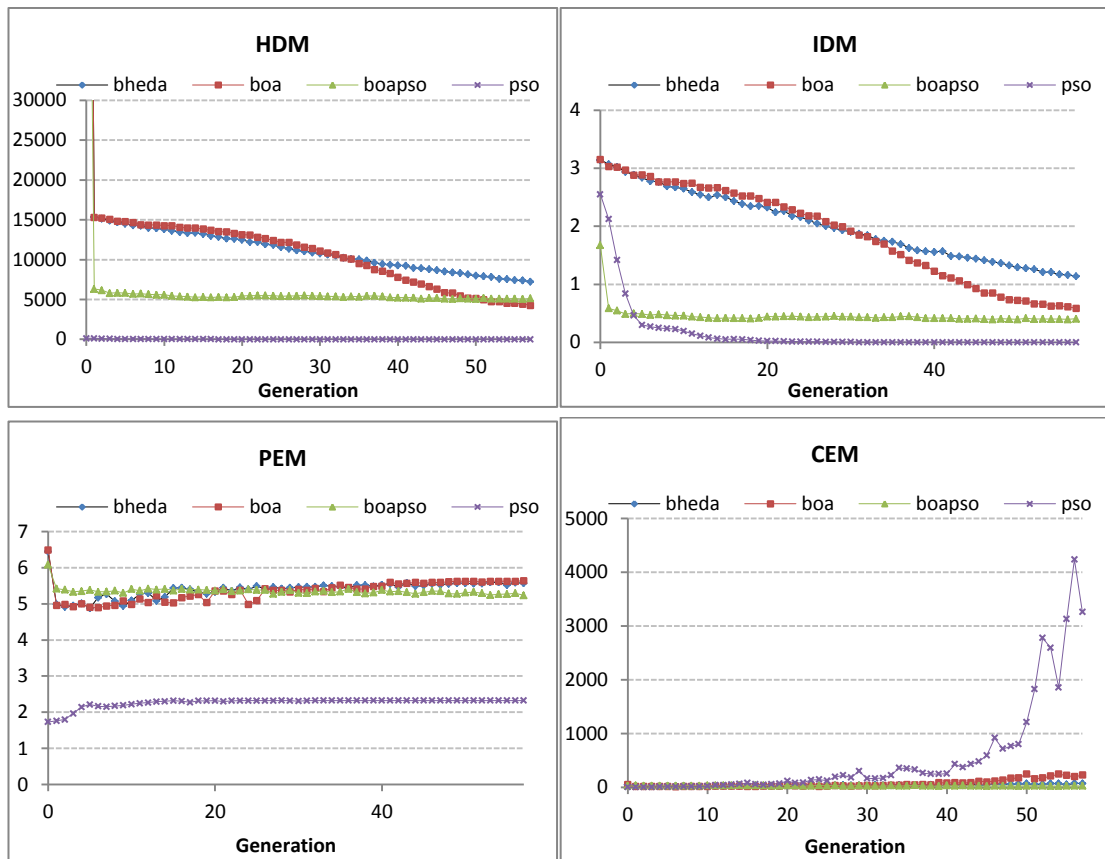 HDM
bheda boa boapso pso
30000
25000
20000
15000
10000
5000
0
0 10 20 30 40 50
Generation
IDM
bheda boa boapso pso
4
3
2
1
0
0 20 40
Generation
PEM
bheda boa boapso pso
7
6
5
4
3
2
1
0
0 20 40
Generation
CEM
bheda boa boapso pso
5000
4000
3000
2000
1000
0
0 10 20 30 40 50
Generation